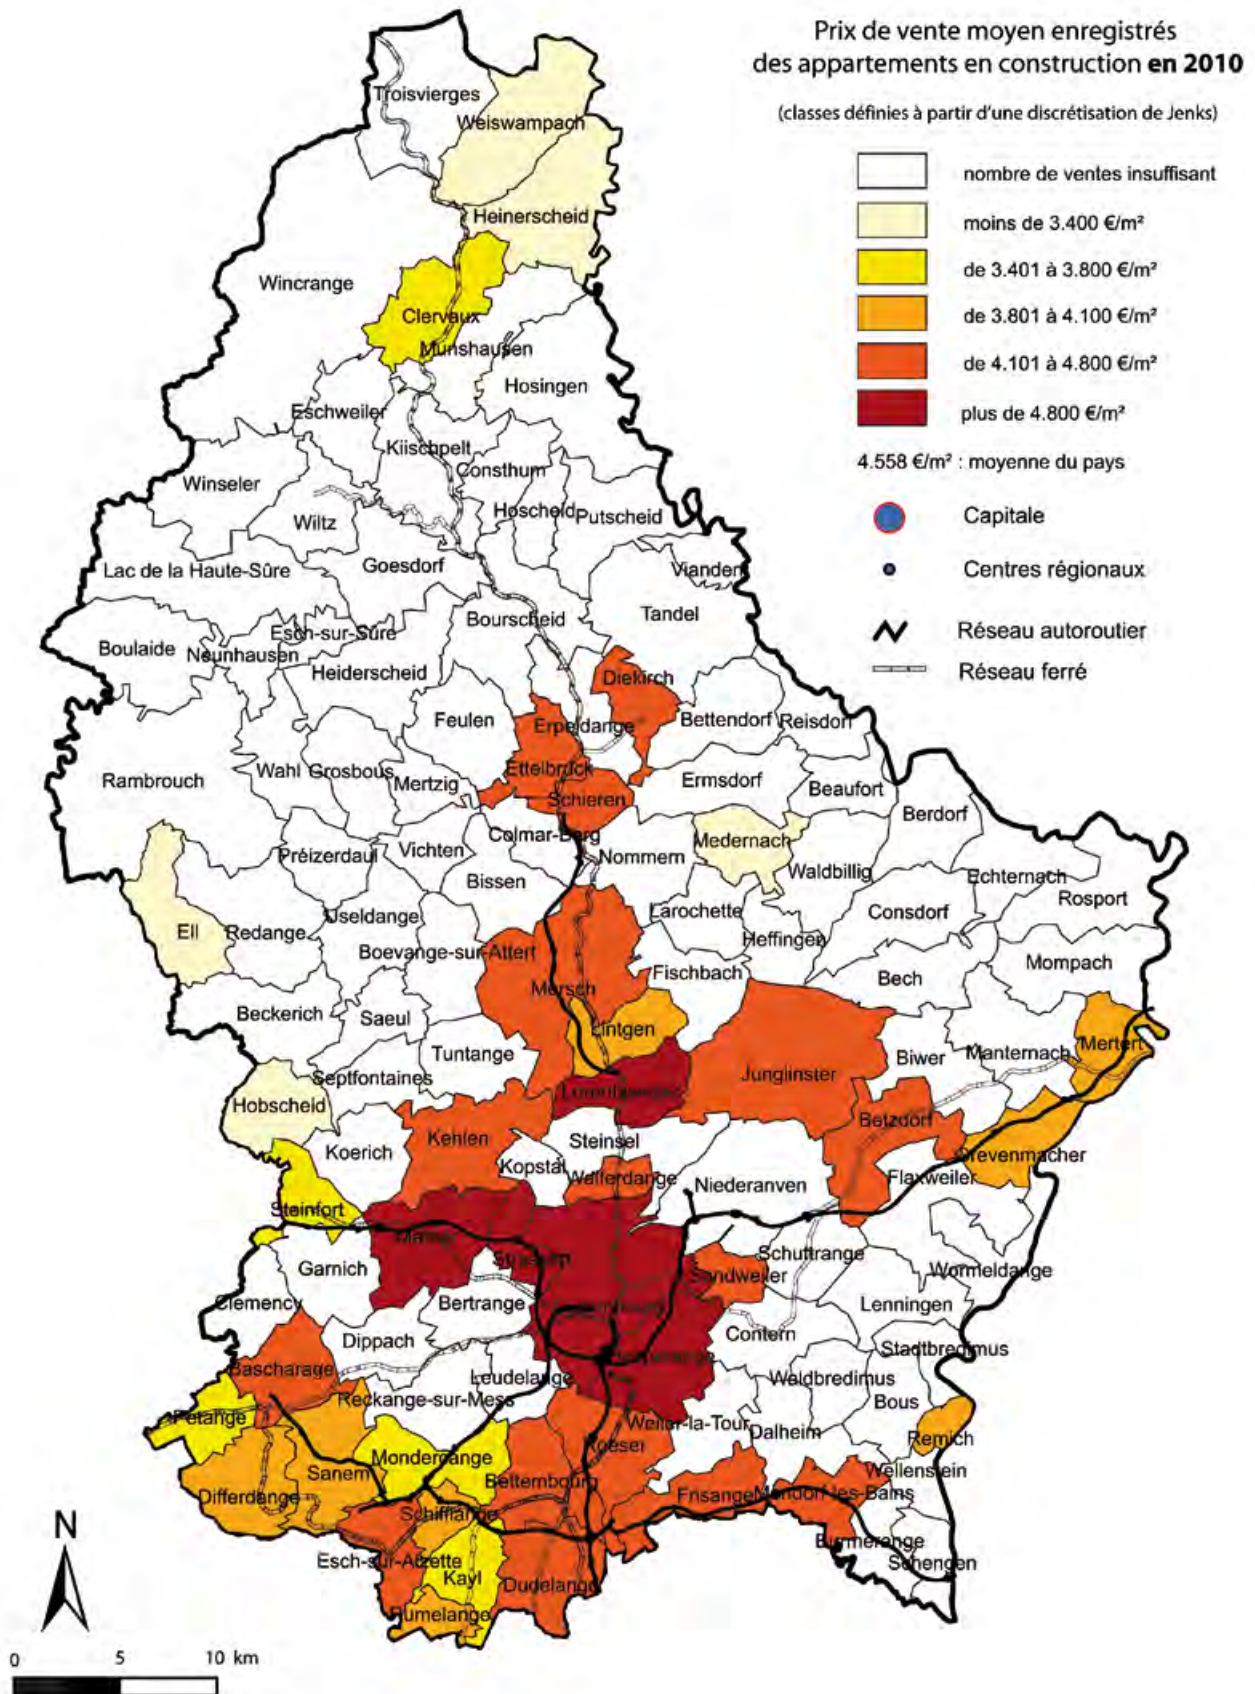 Prix de vente moyen enregistrés
des appartements en construction en 2010
(classes définies à partir d'une discrétisation de Jenks)
nombre de ventes insuffisant
moins de 3.400 €/m²
de 3.401 à 3.800 €/m²
de 3.801 à 4.100 €/m²
de 4.101 à 4.800 €/m²
plus de 4.800 €/m²
4.558 €/m² : moyenne du pays
Capitale
Centres régionaux
Réseau autoroutier
Réseau ferré
Troisvierges
Weiswampach
Heinerscheid
Wincrange
Clervaux
Munshausen
Hosingen
Eschweiler
Kiischpelt
Consthum
Winseler
Wiltz
Hoscheid
Putscheid
Goesdorf
Lac de la Haute-Sûre
Vianden
Tandel
Bourscheid
Esch-sur-Sûre
Boulaide
Neunhausen
Heiderscheid
Diekirch
Feulen
Erpeldange
Bettendorf
Reisdorf
Rambrouch
Wahl
Grosbous
Mertzig
Ettelbruck
Schieren
Ermsdorf
Beaufort
Berdorf
Colmar-Berg
Medernach
Préizerdaul
Vichten
Nommern
Waldbillig
Bissen
Echternach
Rosport
Ell
Redange
Useldange
Larochette
Consdorf
Boevange-sur-Attert
Heffingen
Fischbach
Bech
Mompach
Mersch
Beckerich
Saeul
Lintgen
Tuntange
Biwer
Manternach
Mertert
Septfontaines
Junglinster
Hobscheid
Lorentzweiler
Betzdorf
Koerich
Kehlen
Steinsel
Kopstal
Grevenmacher
Walferdange
Niederanven
Flaxweiler
Steinfort
Mamer
Strassen
Schuttrange
Garnich
Sandweiler
Wormeldange
Clemency
Bertrange
Lenningen
Dippach
Contern
Stadtbredimus
Hesperange
Bascharage
Leudelange
Waldbredimus
Reckange-sur-Mess
Bous
Pétange
Weiler-la-Tour
Dalheim
Remich
Roeser
Mondercange
Wellenstein
Sanem
Bettembourg
Differdange
Frisange
Mondorf-les-Bains
Schifflange
Burmerange
Esch-sur-Alzette
Schengen
Kayl
Dudelange
Rumelange
N
0 5 10 km